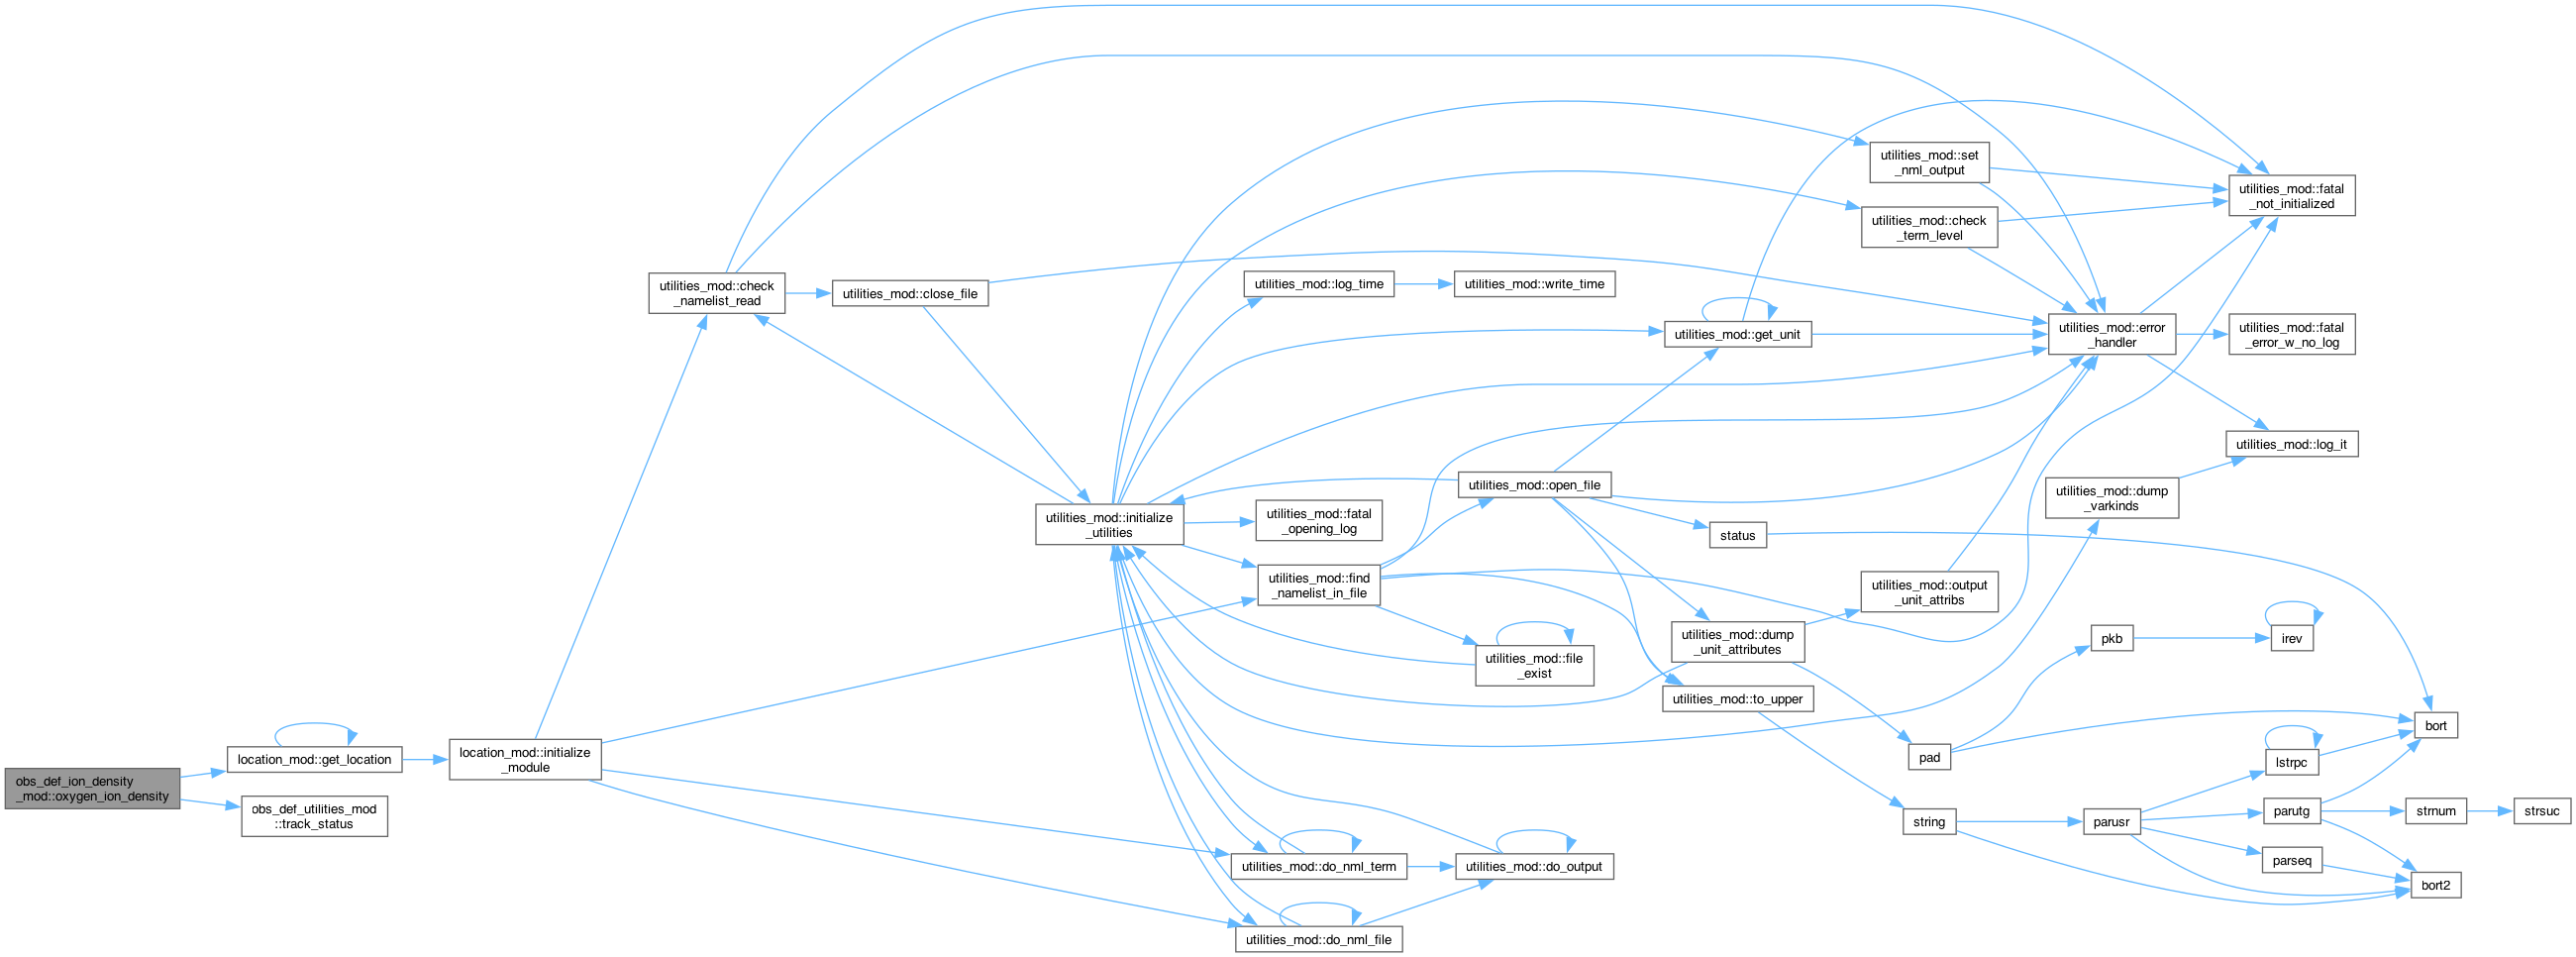 obs_def_ion_density
_mod::oxygen_ion_density
location_mod::get_location
obs_def_utilities_mod
::track_status
location_mod::initialize
_module
utilities_mod::check
_namelist_read
utilities_mod::close_file
utilities_mod::initialize
_utilities
utilities_mod::log_time
utilities_mod::write_time
utilities_mod::fatal
_opening_log
utilities_mod::find
_namelist_in_file
utilities_mod::open_file
utilities_mod::file
_exist
utilities_mod::do_nml_term
utilities_mod::do_output
utilities_mod::do_nml_file
utilities_mod::get_unit
status
utilities_mod::dump
_unit_attributes
utilities_mod::to_upper
utilities_mod::set
_nml_output
utilities_mod::check
_term_level
utilities_mod::output
_unit_attribs
pad
string
utilities_mod::error
_handler
utilities_mod::dump
_varkinds
pkb
parusr
utilities_mod::fatal
_not_initialized
utilities_mod::fatal
_error_w_no_log
utilities_mod::log_it
irev
lstrpc
parutg
parseq
bort
strnum
bort2
strsuc